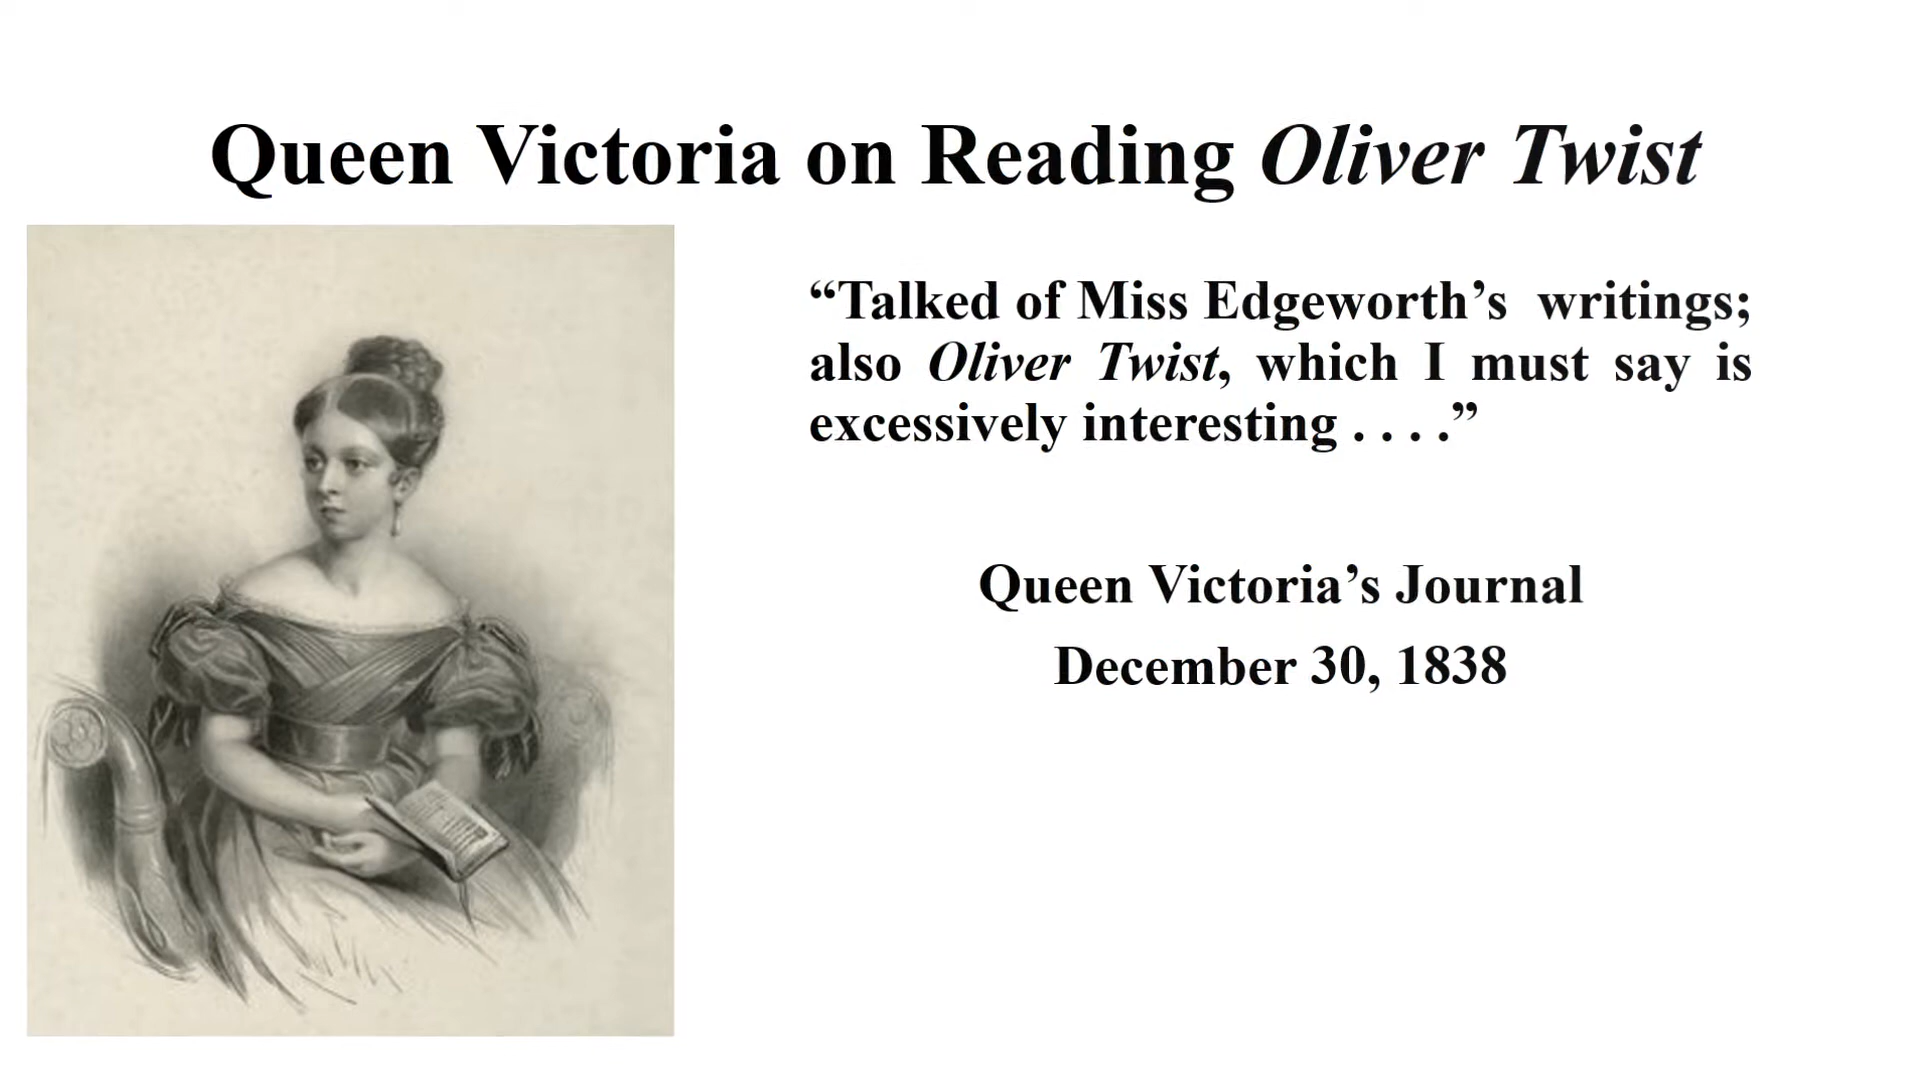 Queen Victoria on Reading Oliver Twist
“Talked of Miss Edgeworth’s writings;
also Oliver Twist, which I must say is
excessively interesting . . . .”
Queen Victoria’s Journal
December 30, 1838